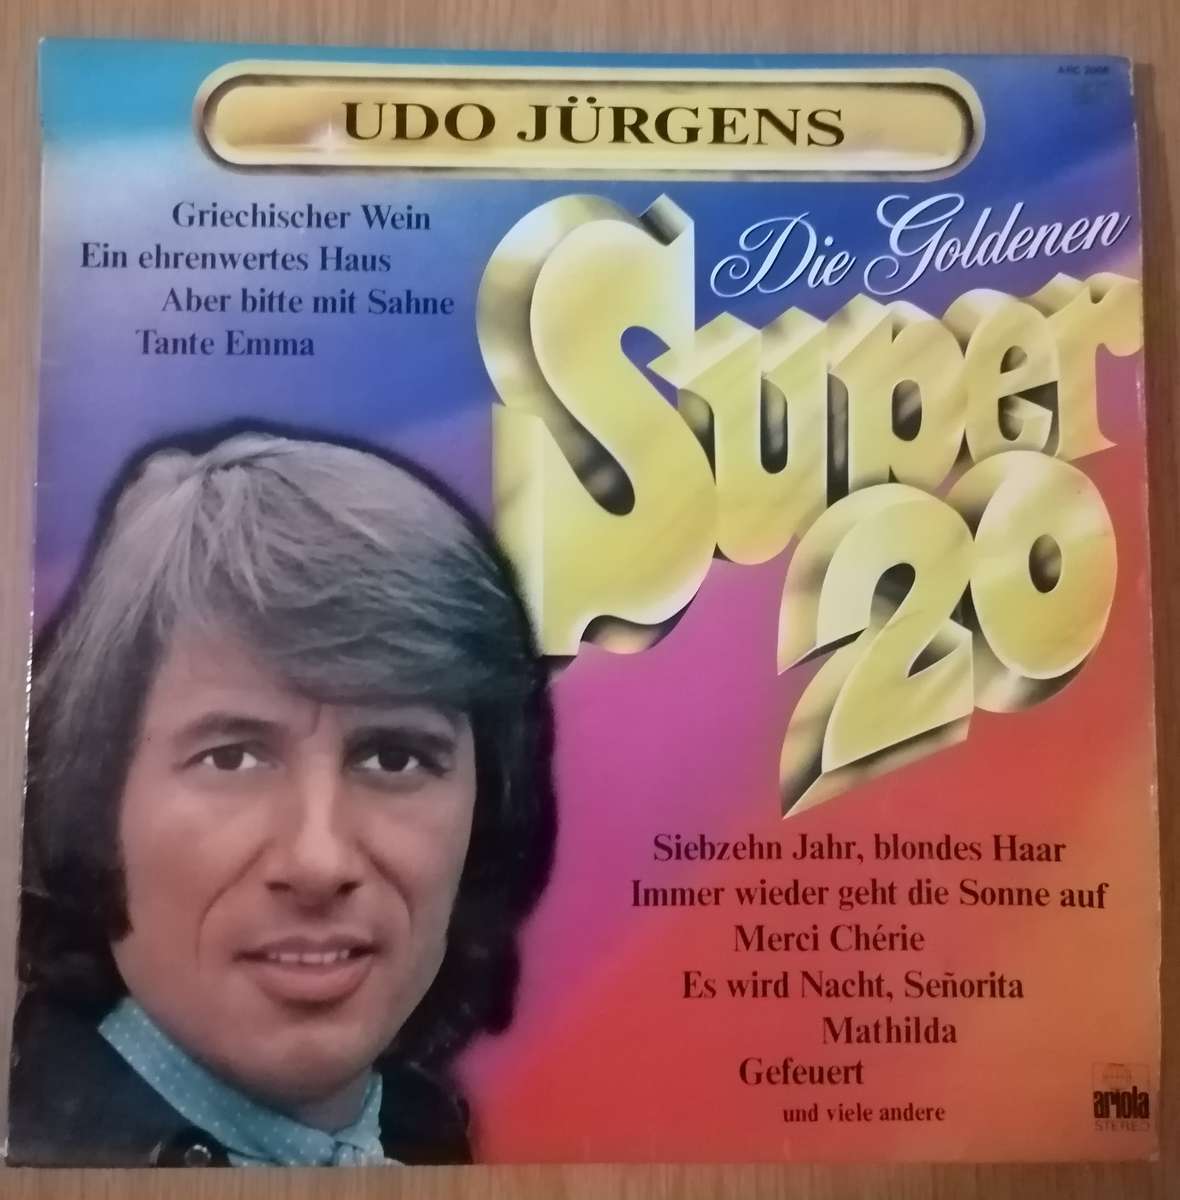 UDO JÜRGENS
Griechischer Wein
Ein ehrenwertes Haus
Aber bitte mit Sahne
Tante Emma
Die Goldenen
Super
20
Siebzehn Jahr, blondes Haar
Immer wieder geht die Sonne auf
Merci Chérie
Es wird Nacht, Señorita
Mathilda
Gefeuert
und viele andere
ariola
STEREO